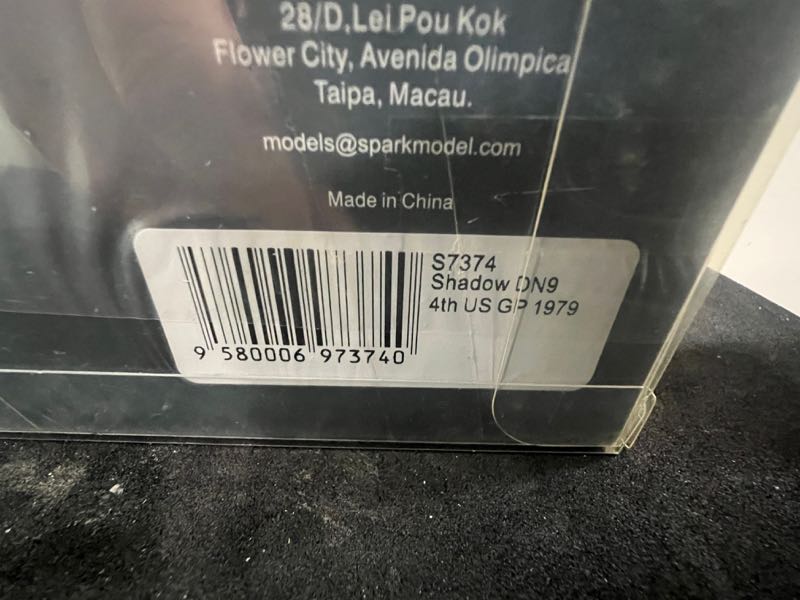 28/D,Lei Pou Kok
Flower City, Avenida Olimpica
Taipa, Macau.
models@sparkmodel.com
Made in China
S7374
Shadow DN9
4th US GP 1979
9 580006 973740